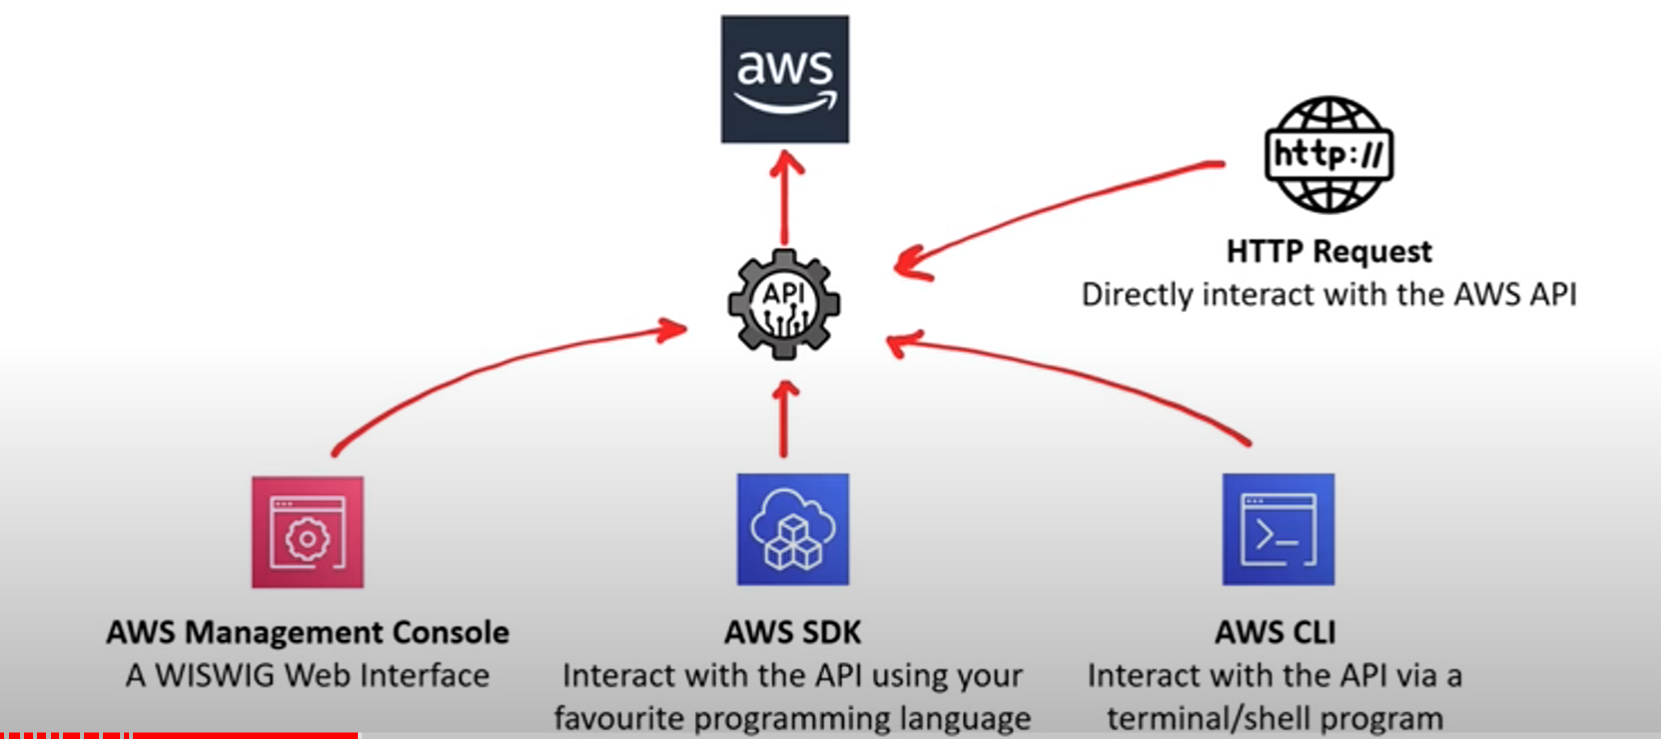 aws
http://
HTTP Request
Directly interact with the AWS API
API
AWS Management Console
A WISWIG Web Interface
AWS SDK
Interact with the API using your
favourite programming language
AWS CLI
Interact with the API via a
terminal/shell program